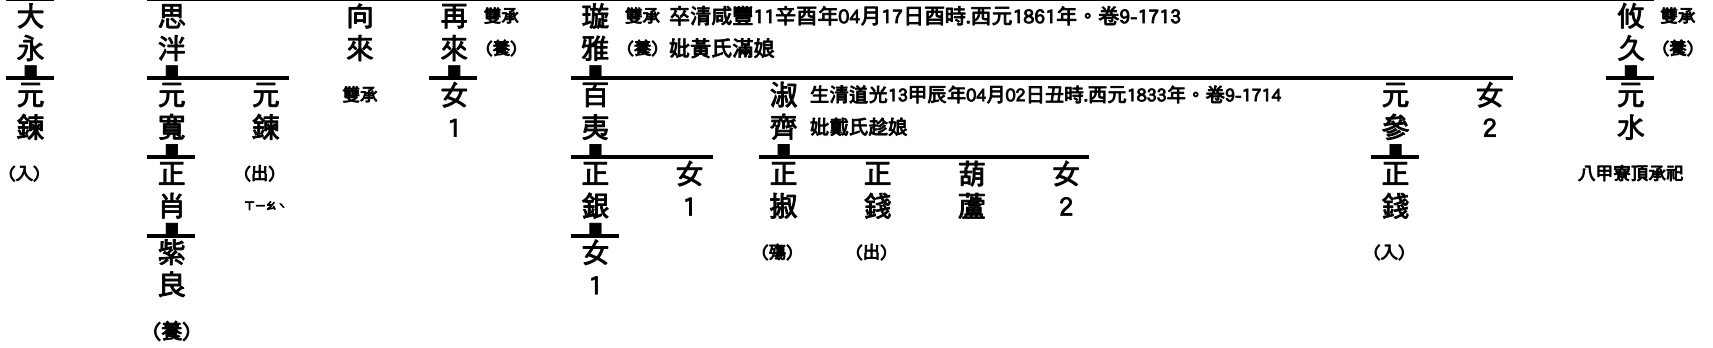 大永 思泮 向來 再來 雙承 (養) 璇雅 雙承 卒清咸豐11辛酉年04月17日酉時.西元1861年。卷9-1713
(養) 妣黃氏滿娘
攸久 雙承 (養)
元鍊 元寬 元鍊 雙承 女1 百夷 淑齊 生清道光13甲辰年04月02日丑時.西元1833年。卷9-1714
妣戴氏趁娘
元參 女2 元水
(入) 正肖 (出) 正銀 女1 正掓 正錢 葫蘆 女2 正錢 八甲寮頂承祀
ㄒㄧㄠˋ
紫良 女1 (殤) (出) (入)
(養)